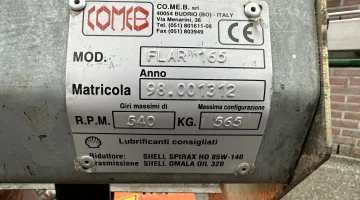 COMEB
CO.ME.B. srl
40054 BUDRIO (BO) - ITALY
Via Menarini, 36
Tel. (051) 801611-08
Fax (051) 803949
CE
MOD. FLAR 165
Anno
Matricola 98.001312
Giri massimi di Massima configurazione
R.P.M. 540 KG. 565
Lubrificanti consigliati
Riduttore: SHELL SPIRAX HD 85W-140
Trasmissione SHELL OMALA OIL 320